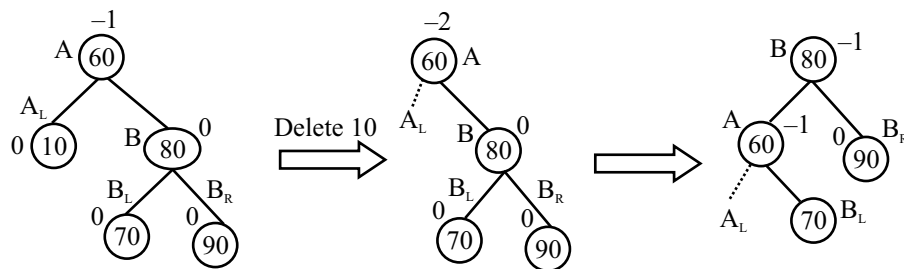 –1
A 60
A_L
0 10
B 80 0
B_L B_R
0 70
0 90
Delete 10
–2
60 A
A_L
B 80 0
B_L B_R
0 70
0 90
B 80 –1
A 60 –1
0 90 B_R
A_L
70 B_L